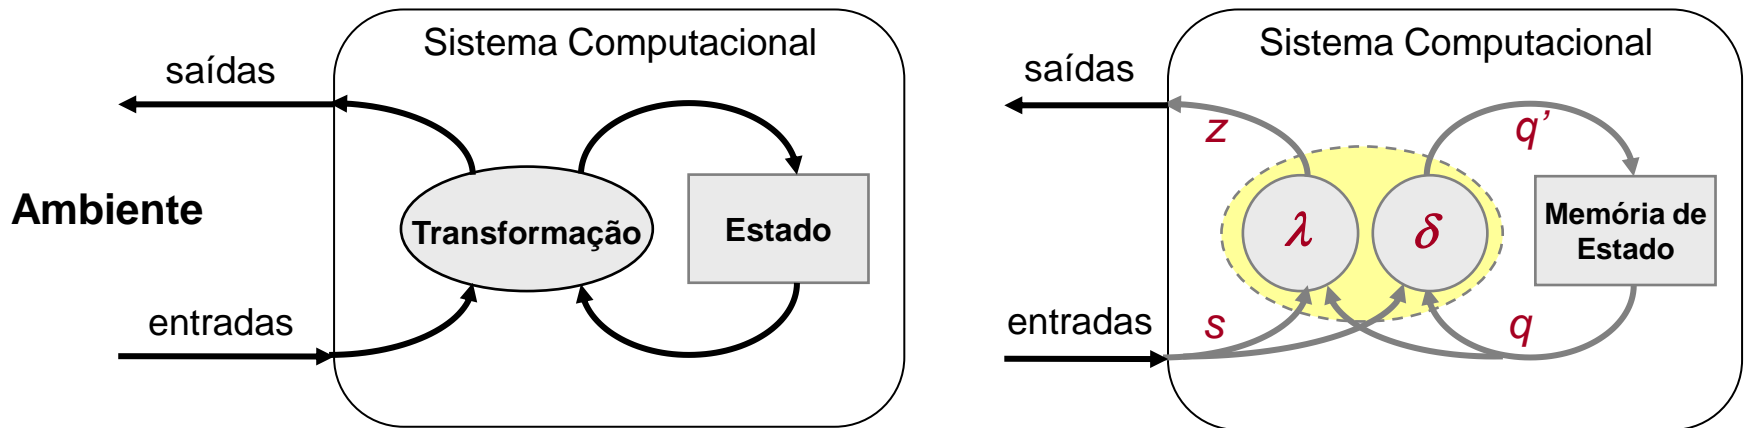 Sistema Computacional
saídas
Ambiente
Transformação
Estado
entradas
Sistema Computacional
saídas
z
q’
λ
δ
Memória de
Estado
entradas
s
q